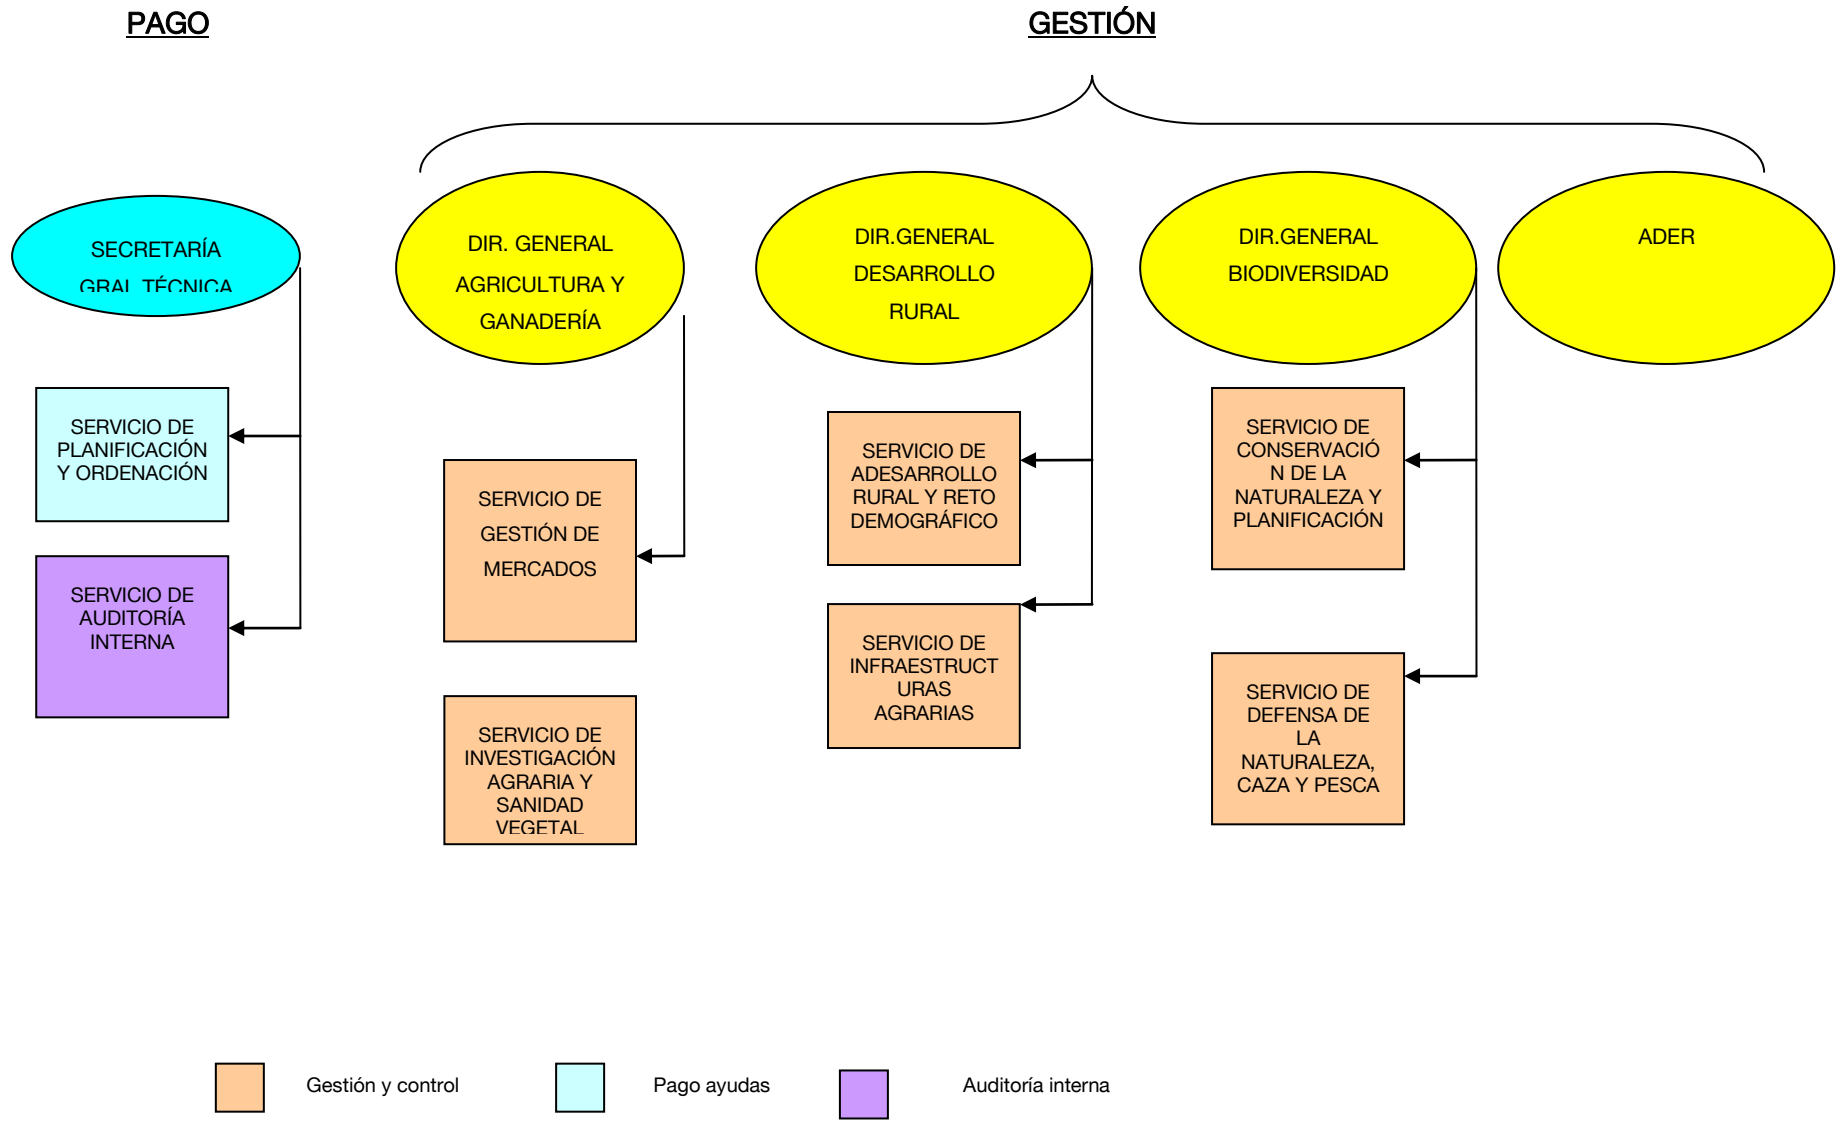 PAGO
GESTIÓN
SECRETARÍA
GRAL TÉCNICA
DIR. GENERAL
AGRICULTURA Y
GANADERÍA
DIR.GENERAL
DESARROLLO
RURAL
DIR.GENERAL
BIODIVERSIDAD
ADER
SERVICIO DE
PLANIFICACIÓN
Y ORDENACIÓN
SERVICIO DE
AUDITORÍA
INTERNA
SERVICIO DE
GESTIÓN DE
MERCADOS
SERVICIO DE
INVESTIGACIÓN
AGRARIA Y
SANIDAD
VEGETAL
SERVICIO DE
ADESARROLLO
RURAL Y RETO
DEMOGRÁFICO
SERVICIO DE
INFRAESTRUCT
URAS
AGRARIAS
SERVICIO DE
CONSERVACIÓ
N DE LA
NATURALEZA Y
PLANIFICACIÓN
SERVICIO DE
DEFENSA DE
LA
NATURALEZA,
CAZA Y PESCA
Gestión y control
Pago ayudas
Auditoría interna